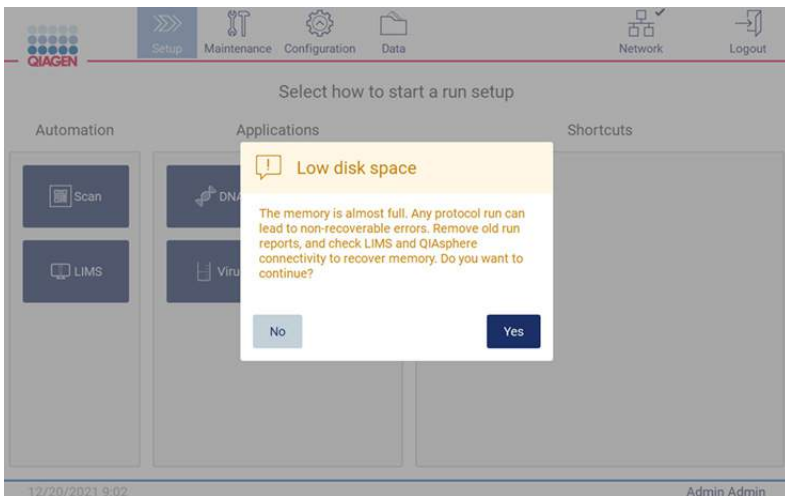 QIAGEN
Setup
Maintenance
Configuration
Data
Network
Logout
Select how to start a run setup
Automation
Applications
Shortcuts
Scan
DNA
LIMS
Viru
Low disk space
The memory is almost full. Any protocol run can
lead to non-recoverable errors. Remove old run
reports, and check LIMS and QIAsphere
connectivity to recover memory. Do you want to
continue?
No
Yes
12/20/2021 9:02
Admin Admin